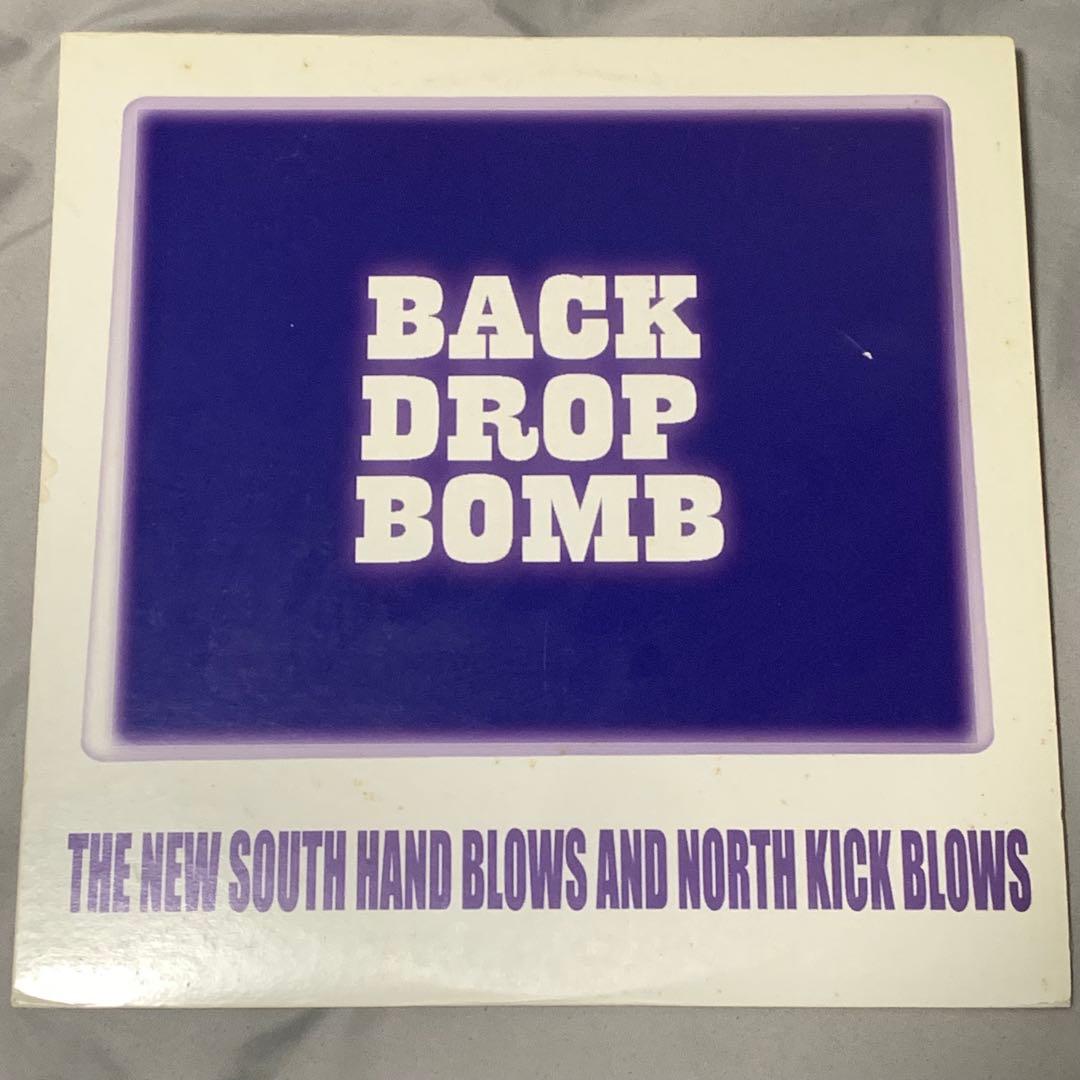 BACK
DROP
BOMB
THE NEW SOUTH HAND BLOWS AND NORTH KICK BLOWS